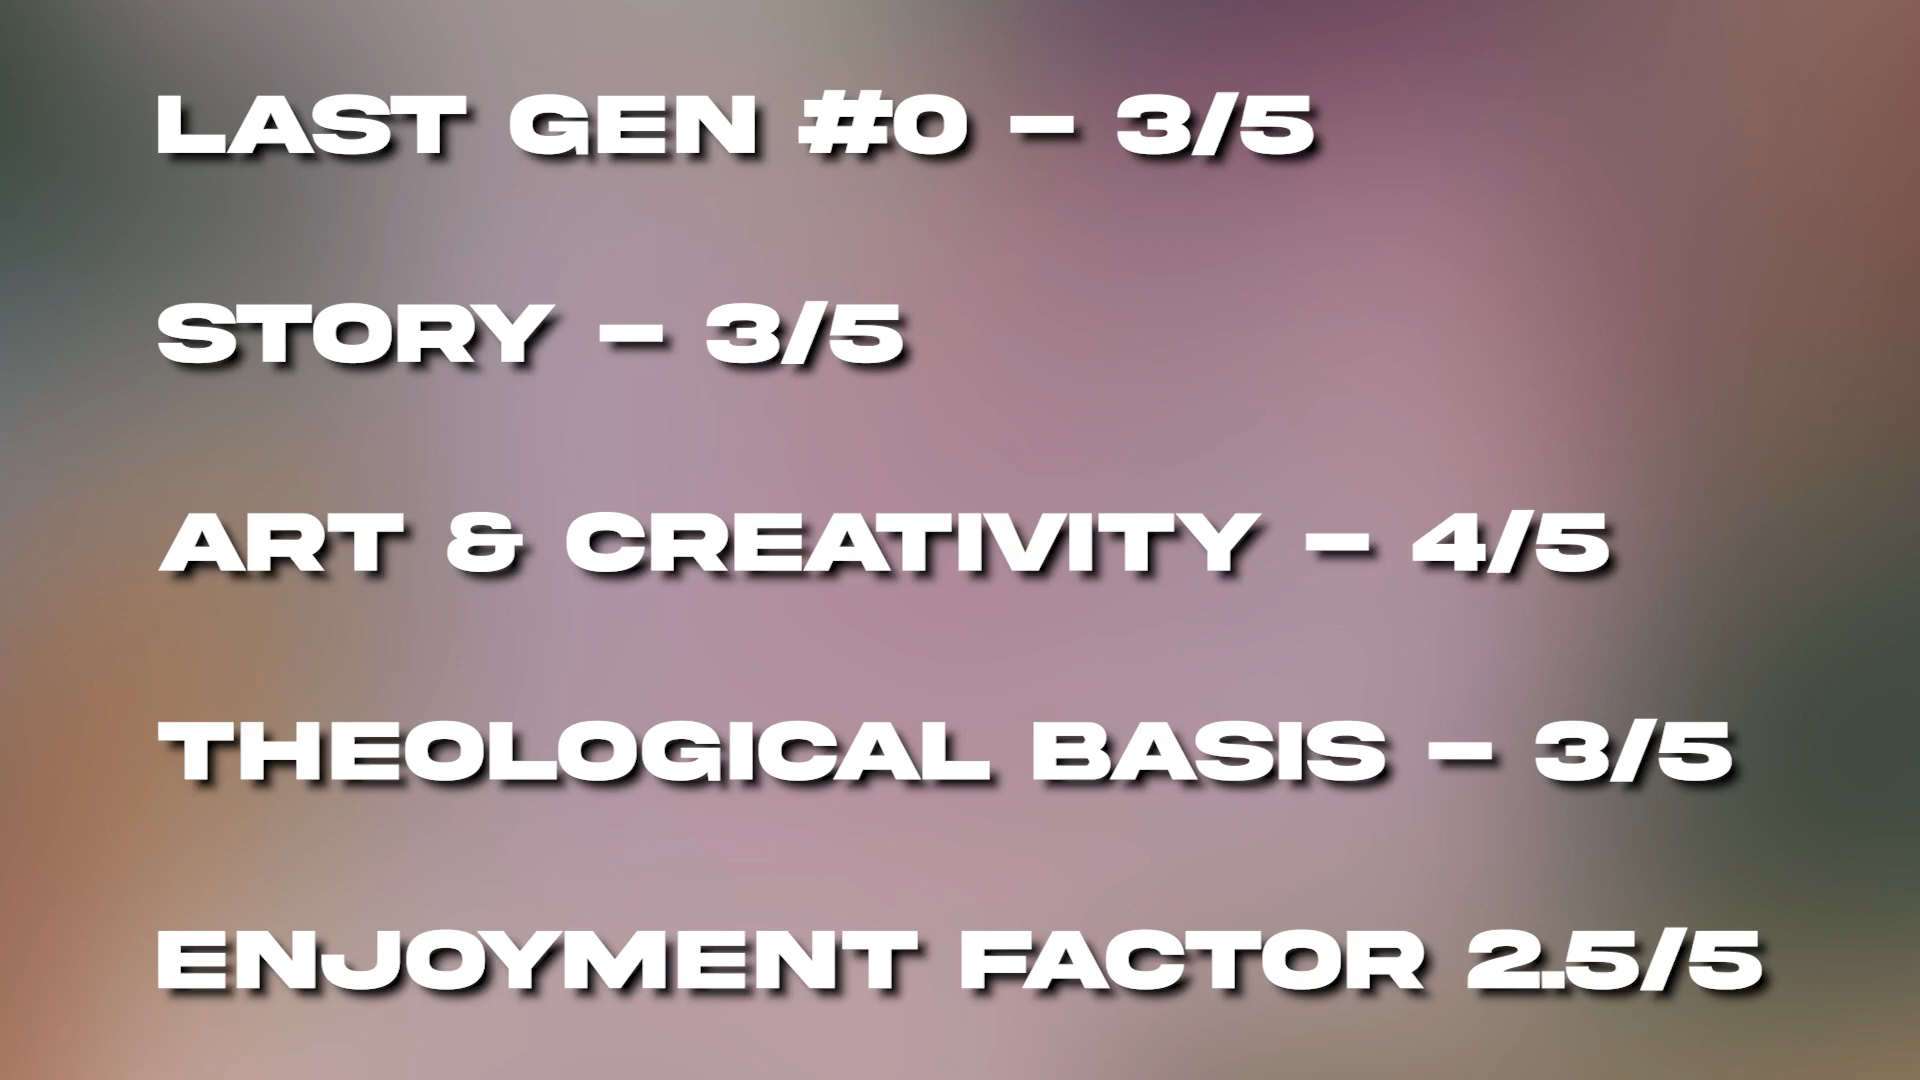 LAST GEN #0 - 3/5
STORY - 3/5
ART & CREATIVITY - 4/5
THEOLOGICAL BASIS - 3/5
ENJOYMENT FACTOR 2.5/5